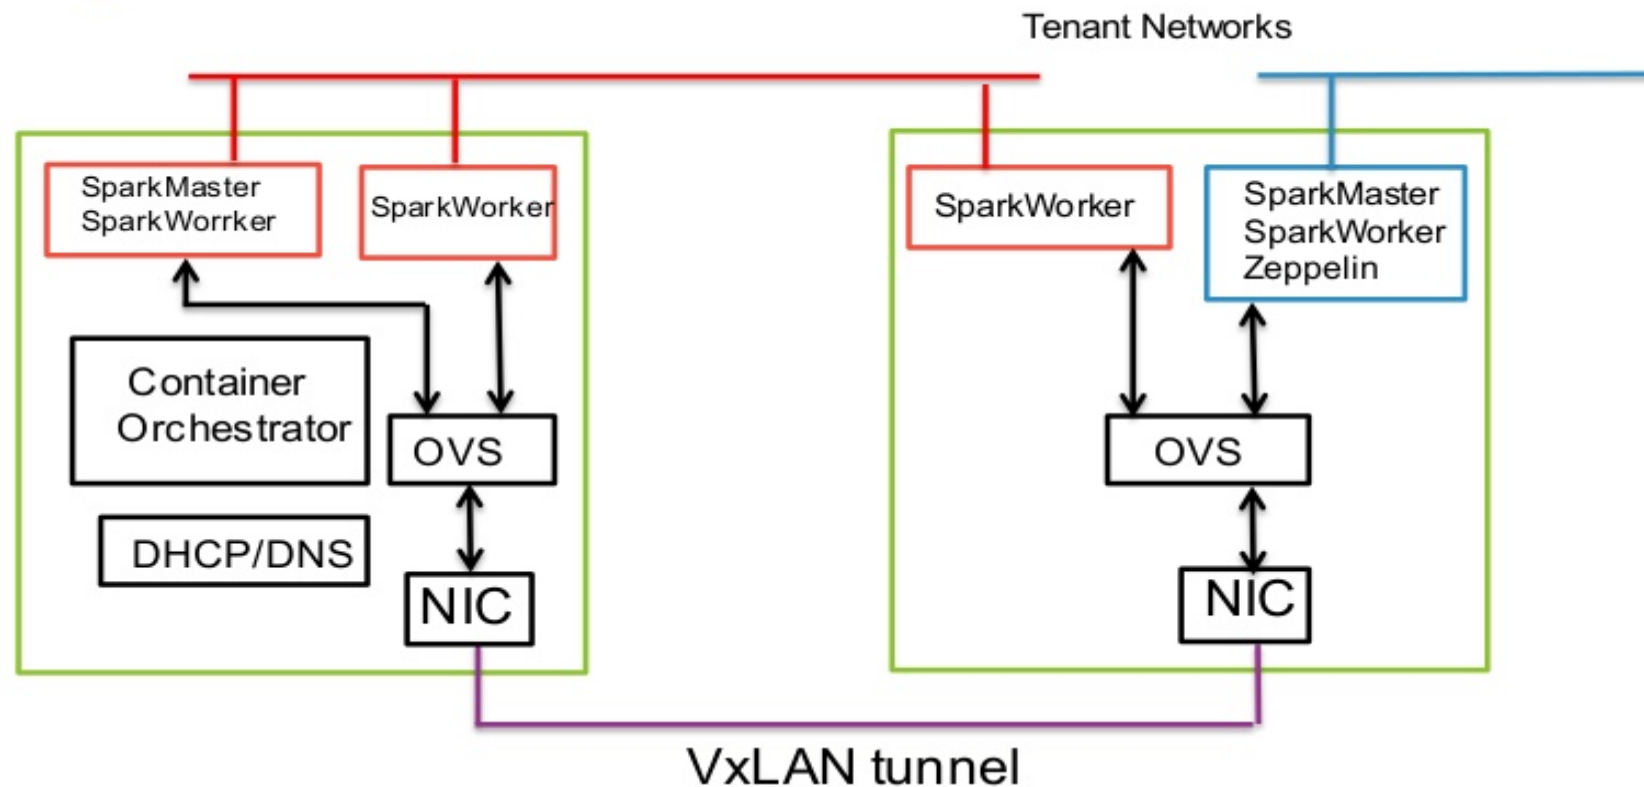 Tenant Networks
SparkMaster
SparkWorrker
SparkWorker
SparkWorker
SparkMaster
SparkWorker
Zeppelin
Container
Orchestrator
OVS
OVS
DHCP/DNS
NIC
NIC
VxLAN tunnel